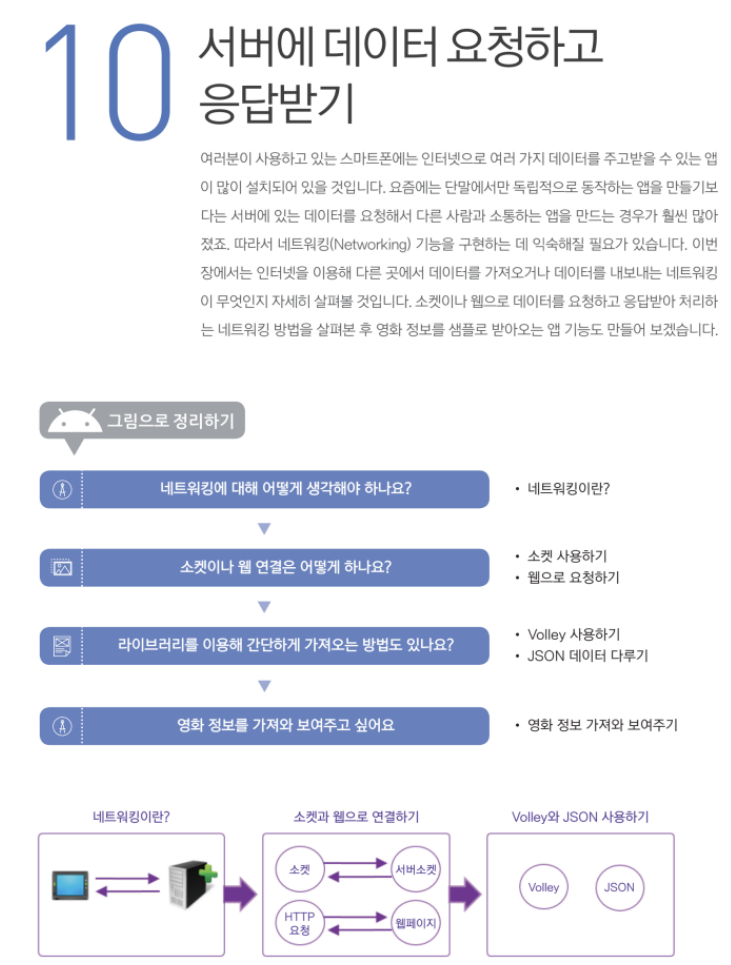 10
서버에 데이터 요청하고
응답받기
여러분이 사용하고 있는 스마트폰에는 인터넷으로 여러 가지 데이터를 주고받을 수 있는 앱
이 많이 설치되어 있을 것입니다. 요즘에는 단말에서만 독립적으로 동작하는 앱을 만들기보
다는 서버에 있는 데이터를 요청해서 다른 사람과 소통하는 앱을 만드는 경우가 훨씬 많아
졌죠. 따라서 네트워킹(Networking) 기능을 구현하는 데 익숙해질 필요가 있습니다. 이번
장에서는 인터넷을 이용해 다른 곳에서 데이터를 가져오거나 데이터를 내보내는 네트워킹
이 무엇인지 자세히 살펴볼 것입니다. 소켓이나 웹으로 데이터를 요청하고 응답받아 처리하
는 네트워킹 방법을 살펴본 후 영화 정보를 샘플로 받아오는 앱 기능도 만들어 보겠습니다.
그림으로 정리하기
네트워킹에 대해 어떻게 생각해야 하나요?
• 네트워킹이란?
소켓이나 웹 연결은 어떻게 하나요?
• 소켓 사용하기
• 웹으로 요청하기
라이브러리를 이용해 간단하게 가져오는 방법도 있나요?
• Volley 사용하기
• JSON 데이터 다루기
영화 정보를 가져와 보여주고 싶어요
• 영화 정보 가져와 보여주기
네트워킹이란?
소켓과 웹으로 연결하기
소켓
서버소켓
HTTP
요청
웹페이지
Volley와 JSON 사용하기
Volley
JSON